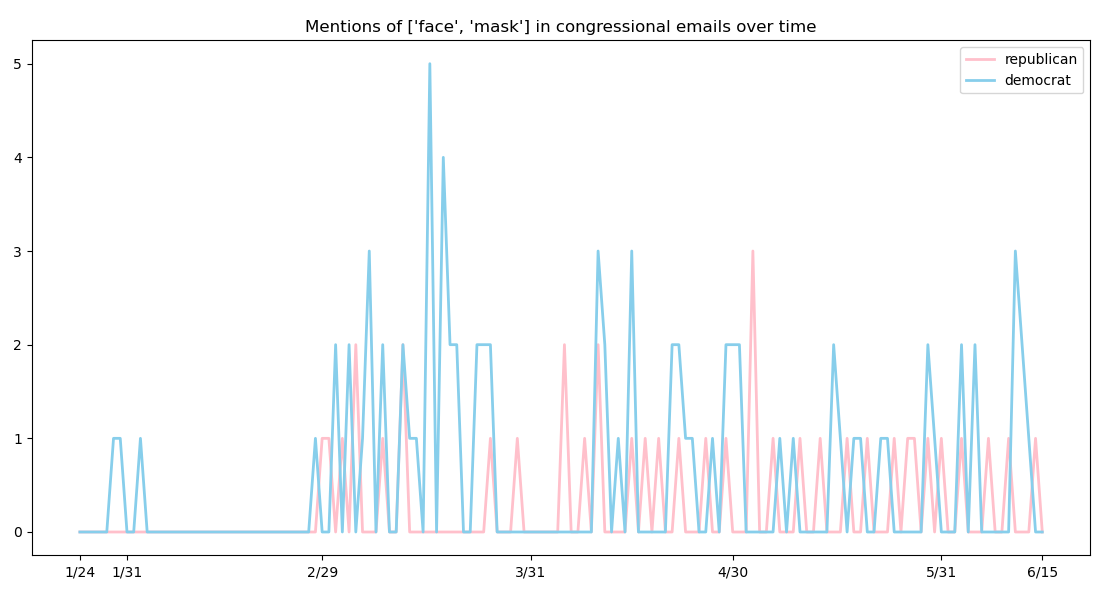 Mentions of ['face', 'mask'] in congressional emails over time
republican
democrat
5
4
3
2
1
0
1/24 1/31 2/29 3/31 4/30 5/31 6/15